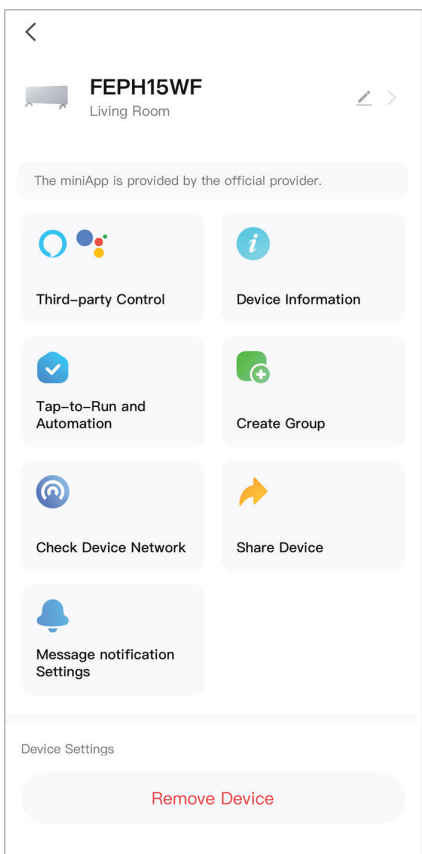 FEPH15WF
Living Room
The miniApp is provided by the official provider.
Third-party Control
Device Information
Tap-to-Run and
Automation
Create Group
Check Device Network
Share Device
Message notification
Settings
Device Settings
Remove Device